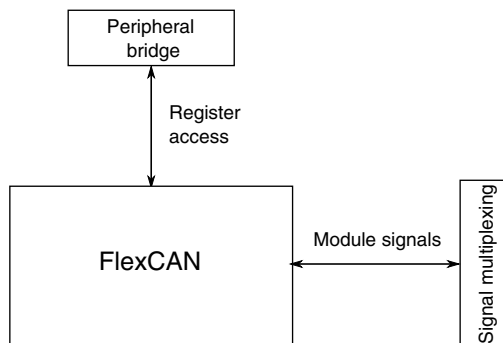 Peripheral
bridge
Register
access
FlexCAN
Module signals
Signal multiplexing